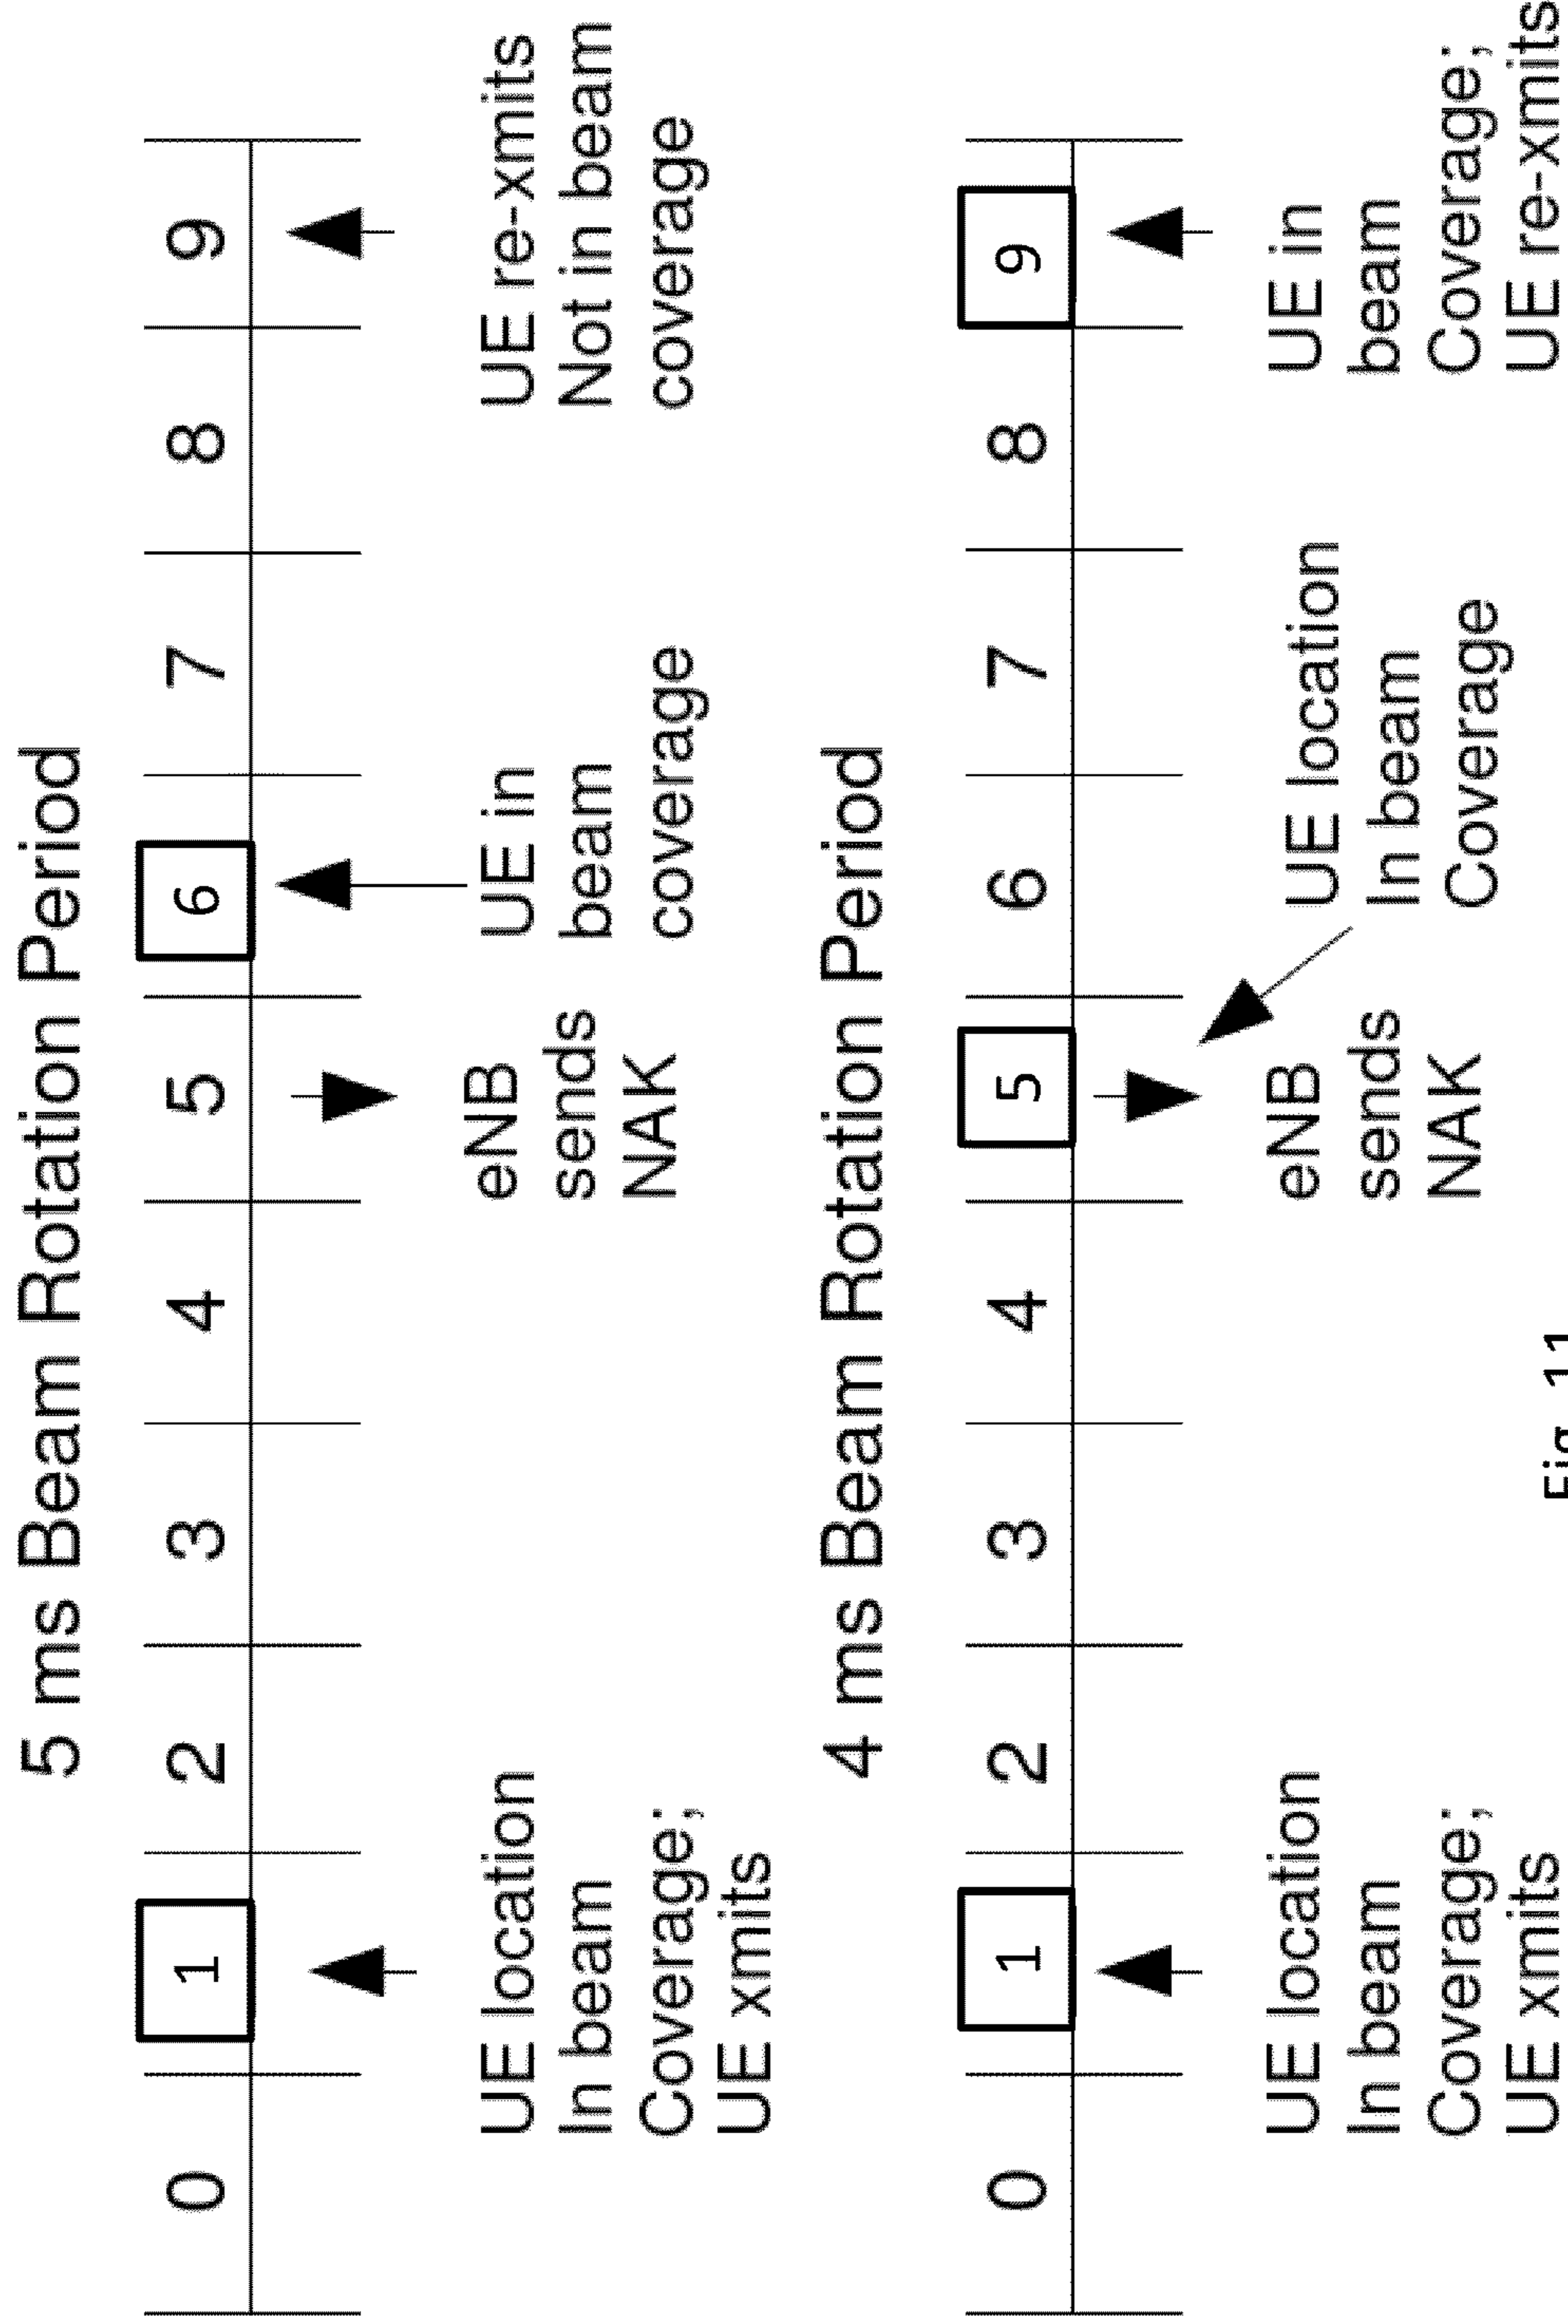 5 ms Beam Rotation Period
0 1 2 3 4 5 6 7 8 9
UE location
In beam
Coverage;
UE xmits
eNB
sends
NAK
UE in
beam
coverage
UE re-xmits
Not in beam
coverage
4 ms Beam Rotation Period
0 1 2 3 4 5 6 7 8 9
UE location
In beam
Coverage;
UE xmits
eNB
sends
NAK
UE location
In beam
Coverage
UE in
beam
Coverage;
UE re-xmits
Fig. 11